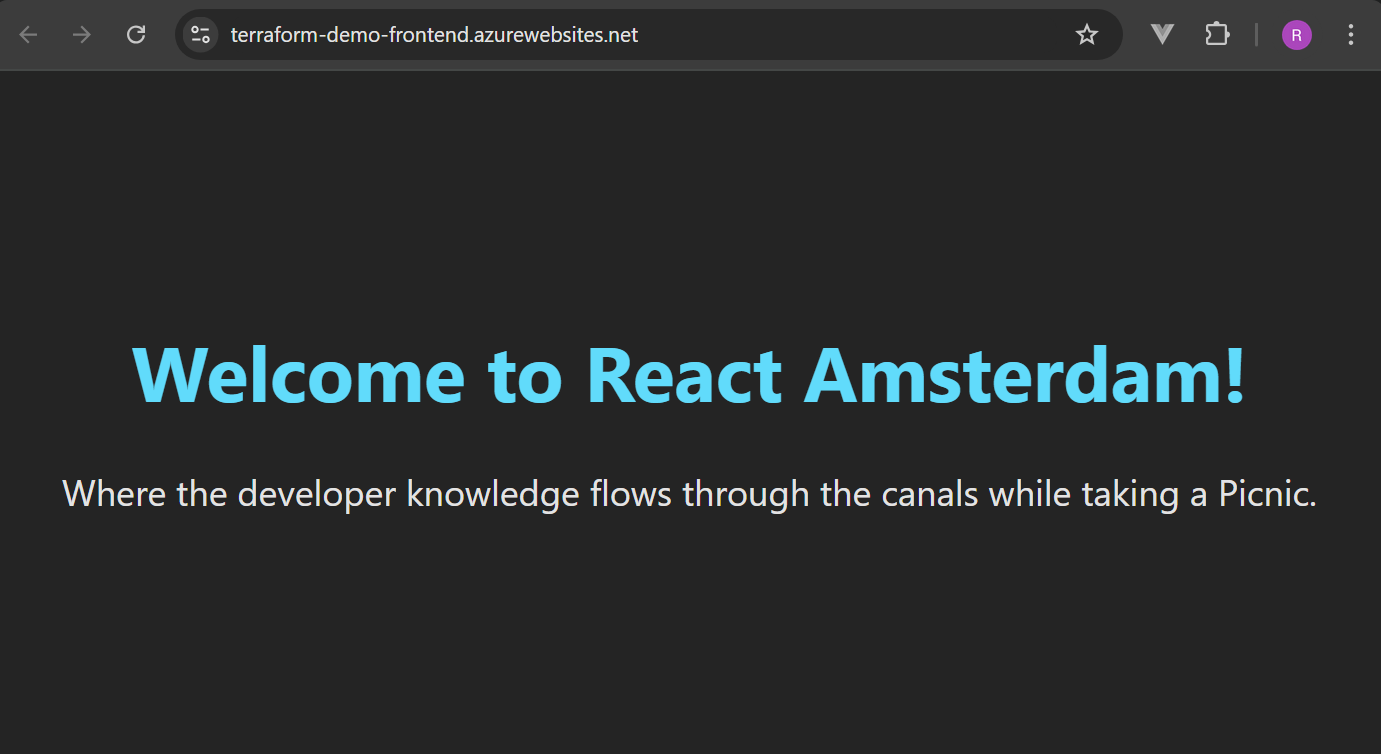 terraform-demo-frontend.azurewebsites.net
R
Welcome to React Amsterdam!
Where the developer knowledge flows through the canals while taking a Picnic.